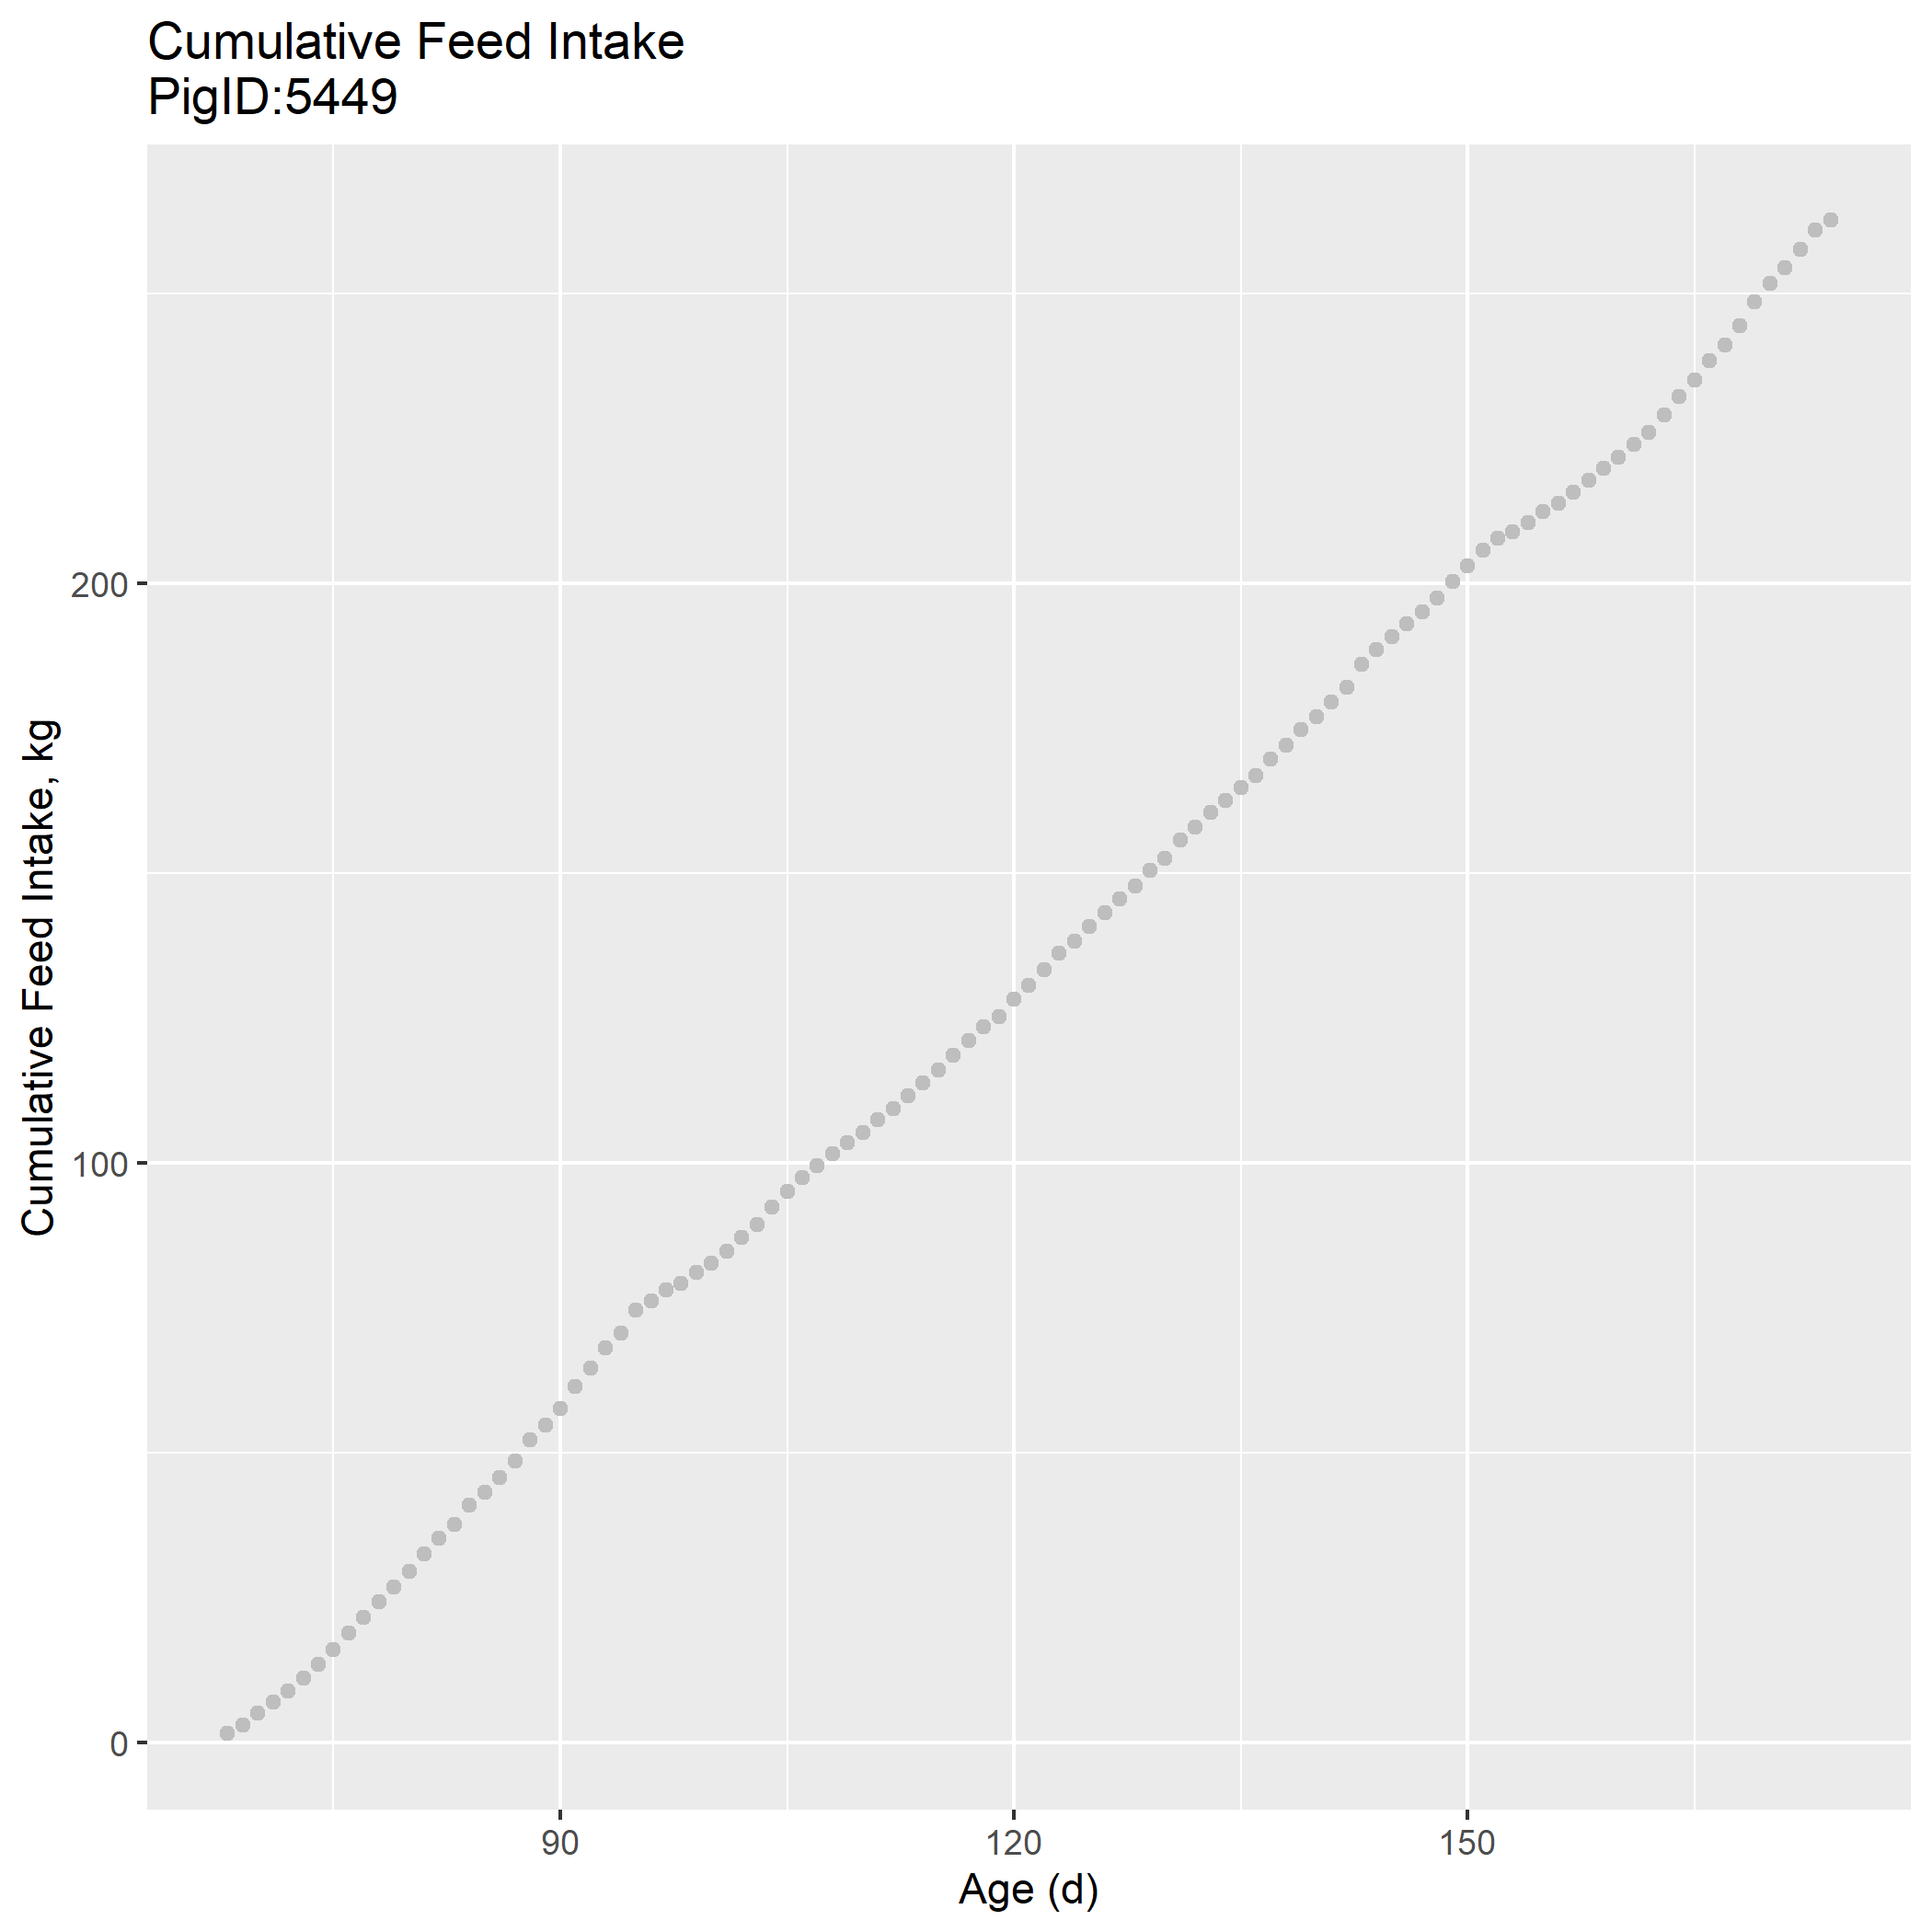 Cumulative Feed Intake
PigID:5449
Cumulative Feed Intake, kg
200
100
0
90
120
150
Age (d)